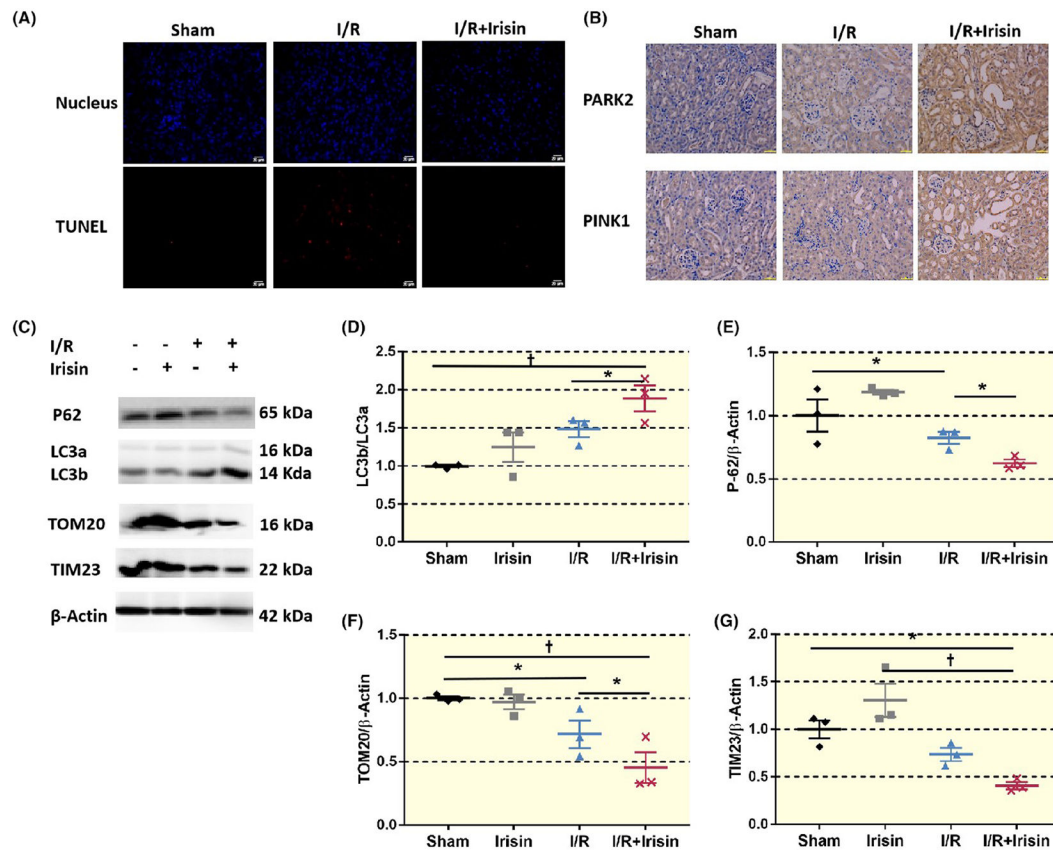 (A)
Sham I/R I/R+Irisin
Nucleus
TUNEL
(B)
Sham I/R I/R+Irisin
PARK2
PINK1
(C)
I/R - - + +
Irisin - + - +
P62 65 kDa
LC3a 16 kDa
LC3b 14 Kda
TOM20 16 kDa
TIM23 22 kDa
β-Actin 42 kDa
(D)
LC3b/LC3a
2.5
2.0
1.5
1.0
0.5
0.0
†
*
Sham Irisin I/R I/R+Irisin
(E)
P-62/β-Actin
1.5
1.0
0.5
0.0
*
*
Sham Irisin I/R I/R+Irisin
(F)
TOM20/β-Actin
1.5
1.0
0.5
0.0
†
*
*
Sham Irisin I/R I/R+Irisin
(G)
TIM23/β-Actin
2.0
1.5
1.0
0.5
0.0
*
†
Sham Irisin I/R I/R+Irisin